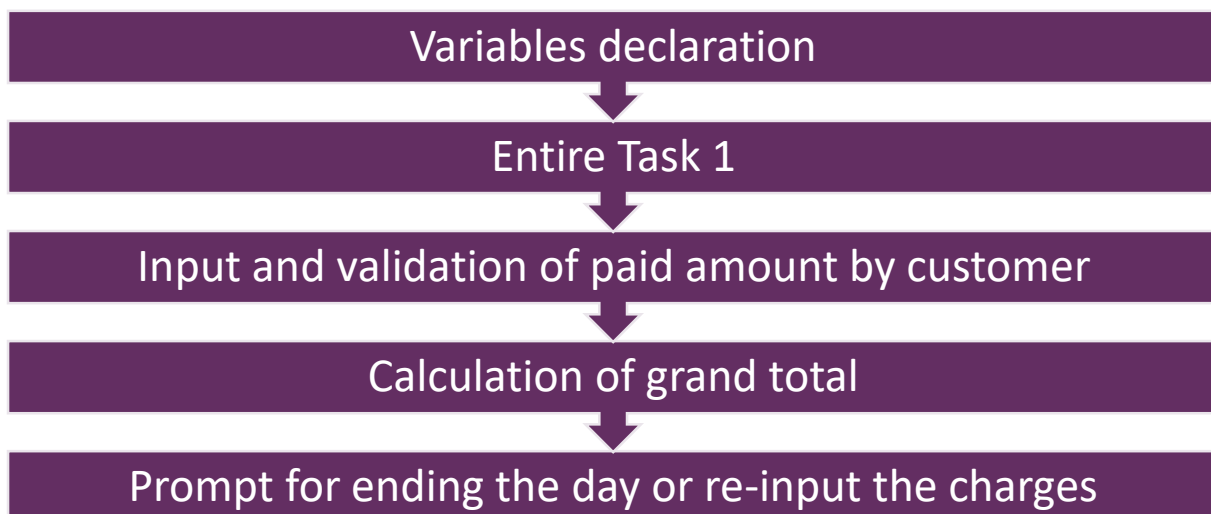 Variables declaration
Entire Task 1
Input and validation of paid amount by customer
Calculation of grand total
Prompt for ending the day or re-input the charges